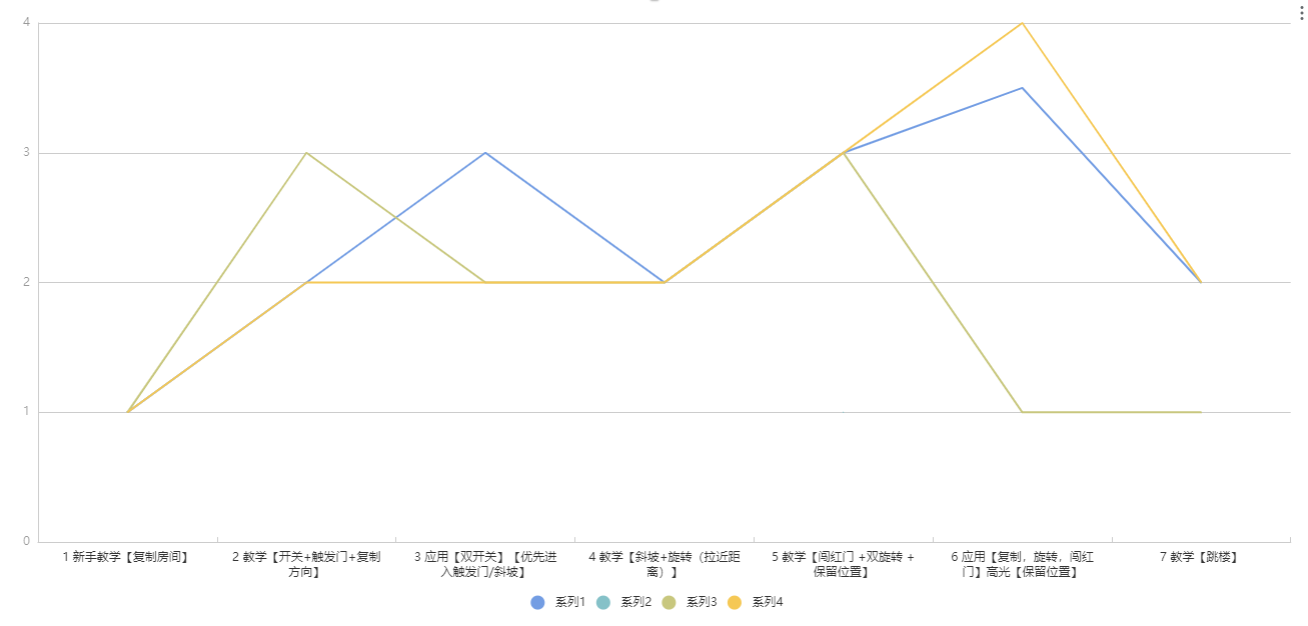 4
3
2
1
0
1 新手教学【复制房间】
2 教学【开关+触发门+复制
方向】
3 应用【双开关】【优先进
入触发门/斜坡】
4 教学【斜坡+旋转（拉近距
离）】
5 教学【闯红门 +双旋转 +
保留位置】
6 应用【复制，旋转，闯红
门】高光【保留位置】
7 教学【跳楼】
系列1 系列2 系列3 系列4